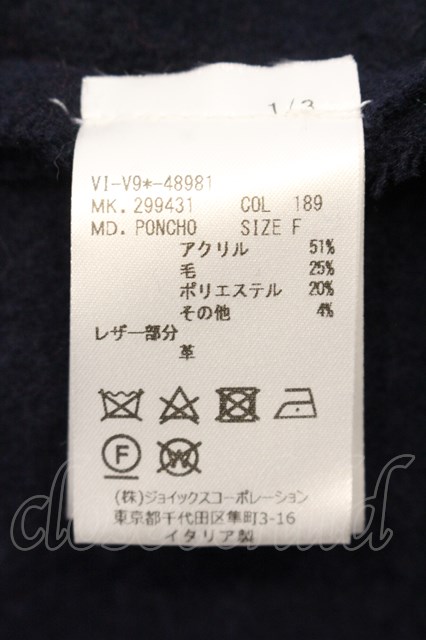 1/3
VI-V9*-48981
MK. 299431 COL 189
MD. PONCHO SIZE F
アクリル 51%
毛 25%
ポリエステル 20%
その他 4%
レザー部分
革
F W
(株)ジョイックスコーポレーション
東京都千代田区隼町3-16
イタリア製